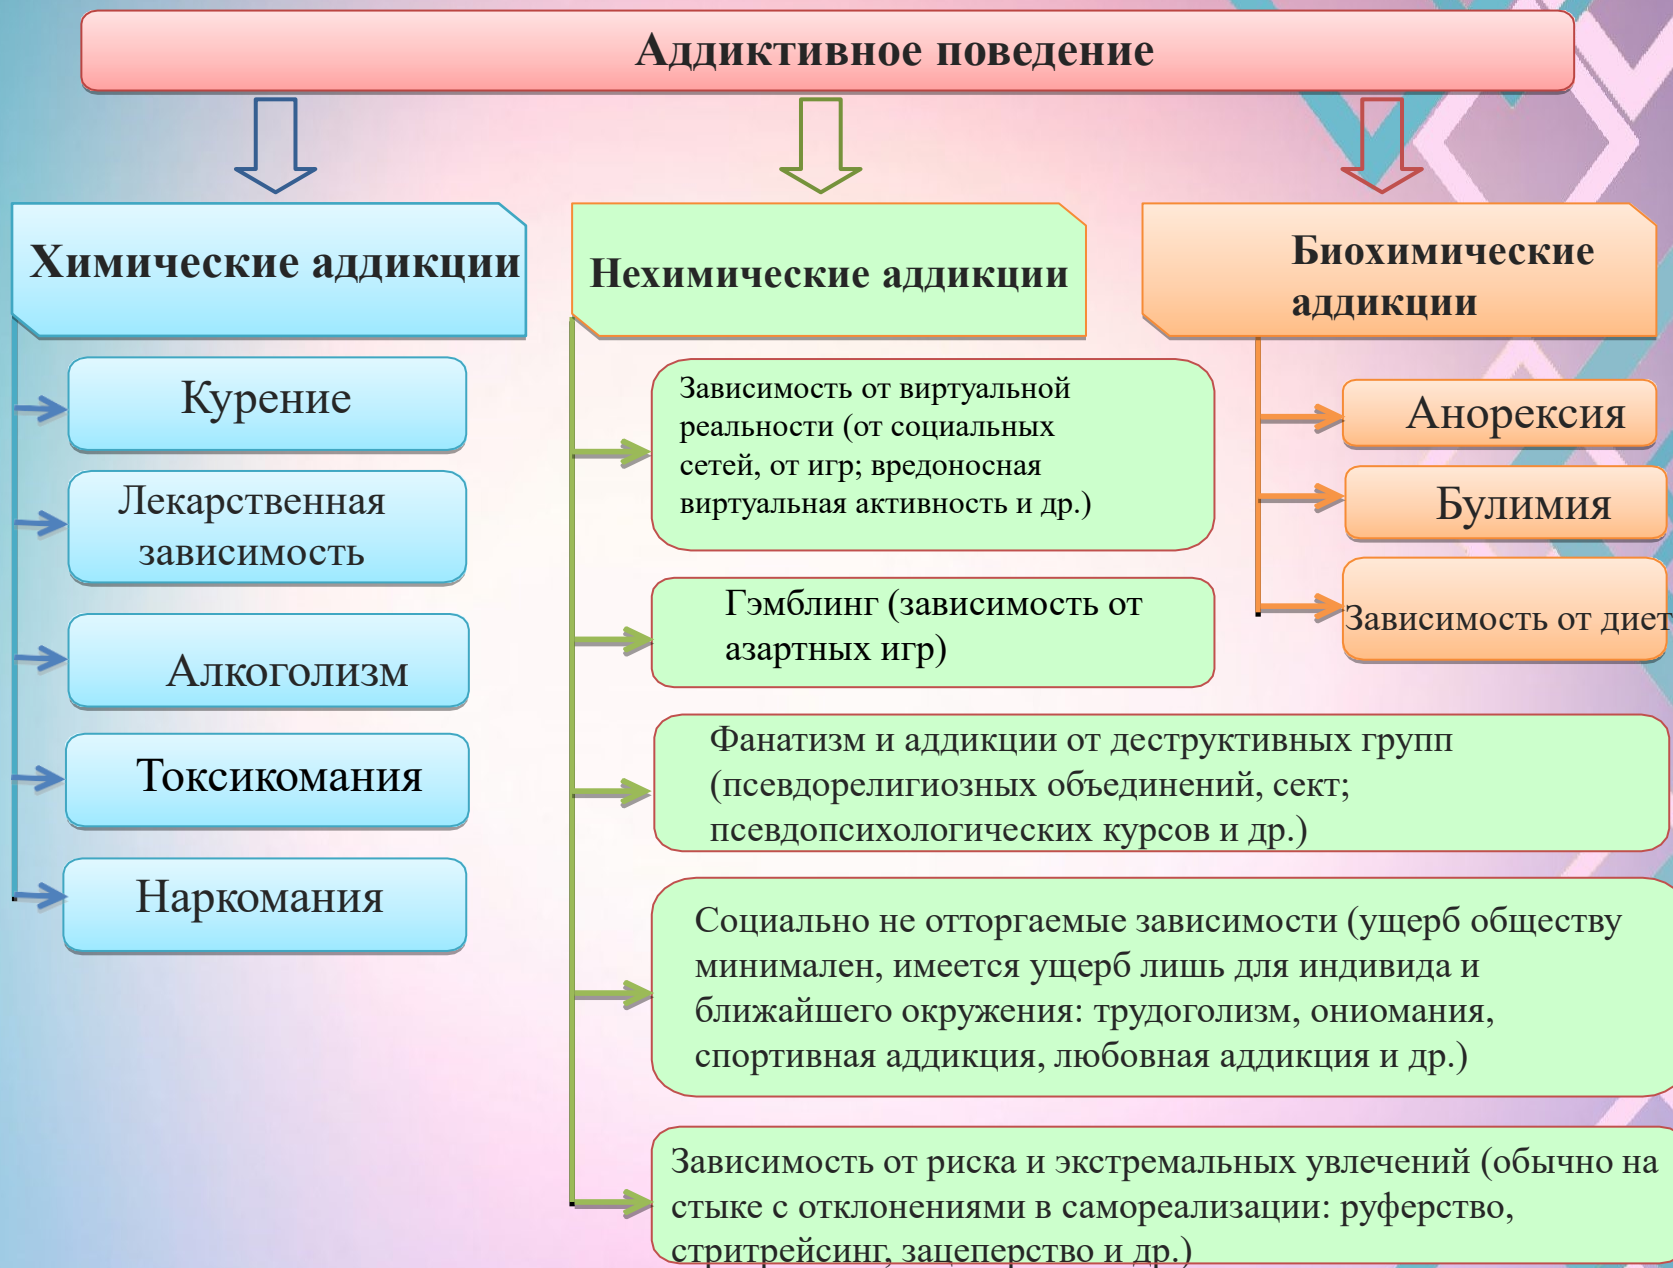 Аддиктивное поведение
Химические аддикции
Курение
Лекарственная
зависимость
Алкоголизм
Токсикомания
Наркомания
Нехимические аддикции
Зависимость от виртуальной
реальности (от социальных
сетей, от игр; вредоносная
виртуальная активность и др.)
Гэмблинг (зависимость от
азартных игр)
Фанатизм и аддикции от деструктивных групп
(псевдорелигиозных объединений, сект;
псевдопсихологических курсов и др.)
Социально не отторгаемые зависимости (ущерб обществу
минимален, имеется ущерб лишь для индивида и
ближайшего окружения: трудоголизм, ониомания,
спортивная аддикция, любовная аддикция и др.)
Зависимость от риска и экстремальных увлечений (обычно на
стыке с отклонениями в самореализации: руферство,
стритрейсинг, зацеперство и др.)
Биохимические
аддикции
Анорексия
Булимия
Зависимость от диет